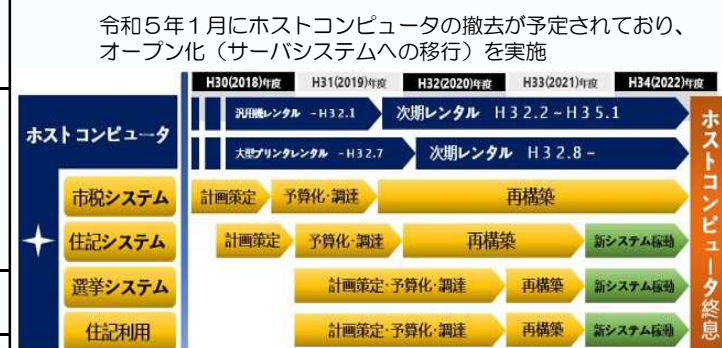 令和５年１月にホストコンピュータの撤去が予定されており、
オープン化（サーバシステムへの移行）を実施
H30(2018)年度 H31(2019)年度 H32(2020)年度 H33(2021)年度 H34(2022)年度
ホストコンピュータ
汎用機レンタル －H32.1 次期レンタル H32.2～H35.1
大型プリンタレンタル －H32.7 次期レンタル H32.8～
市税システム 計画策定 予算化・調達 再構築
住記システム 計画策定 予算化・調達 再構築 新システム稼動
選挙システム 計画策定・予算化・調達 再構築 新システム稼動
住記利用 計画策定・予算化・調達 再構築 新システム稼動
ホストコンピュータ終息